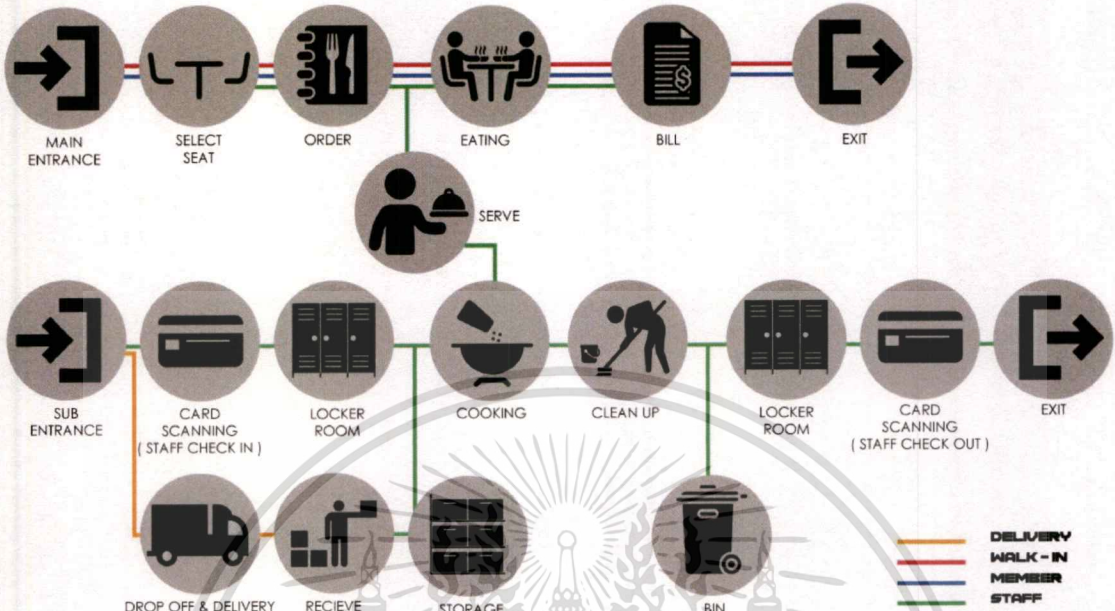 MAIN
ENTRANCE
SELECT
SEAT
ORDER
EATING
BILL
EXIT
SERVE
SUB
ENTRANCE
CARD
SCANNING
( STAFF CHECK IN )
LOCKER
ROOM
COOKING
CLEAN UP
LOCKER
ROOM
CARD
SCANNING
( STAFF CHECK OUT )
EXIT
DROP OFF & DELIVERY
RECIEVE
STORAGE
BIN
DELIVERY
WALK-IN
MEMBER
STAFF